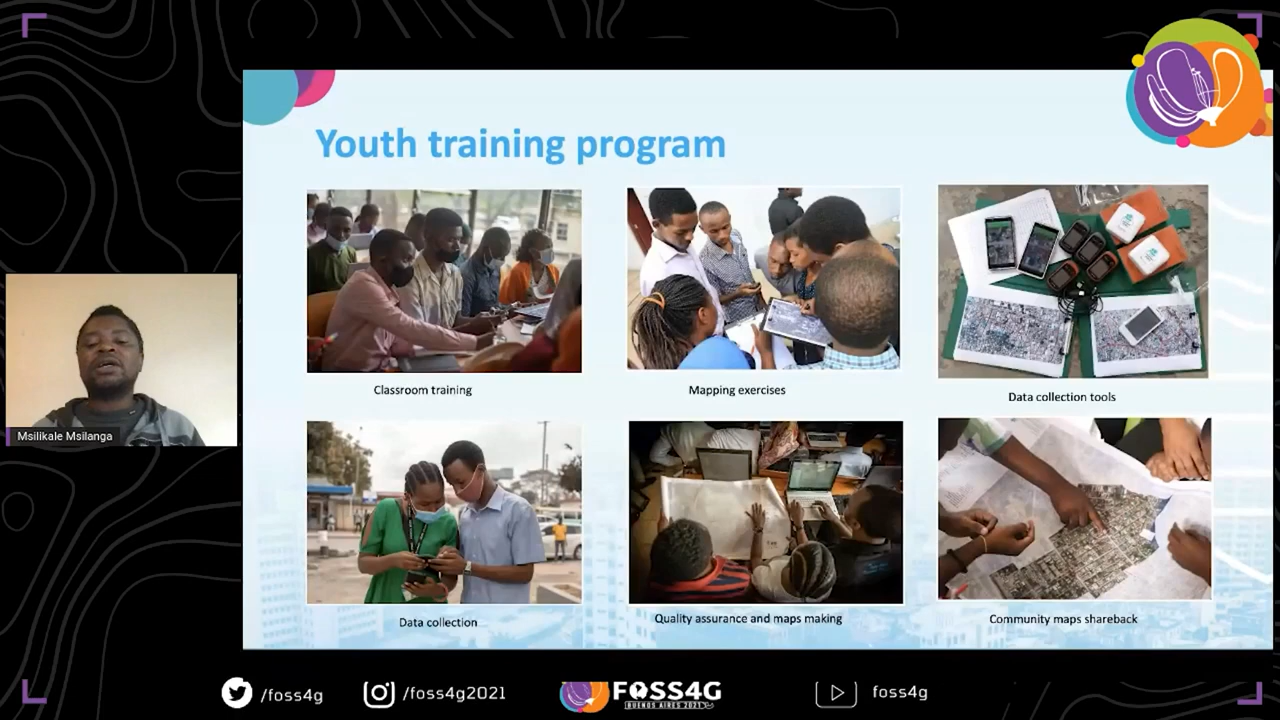 Youth training program
Classroom training
Mapping exercises
Data collection tools
Msilikale Msilanga
Data collection
Quality assurance and maps making
Community maps shareback
/foss4g
/foss4g2021
FOSS4G
BUENOS AIRES 2021
foss4g